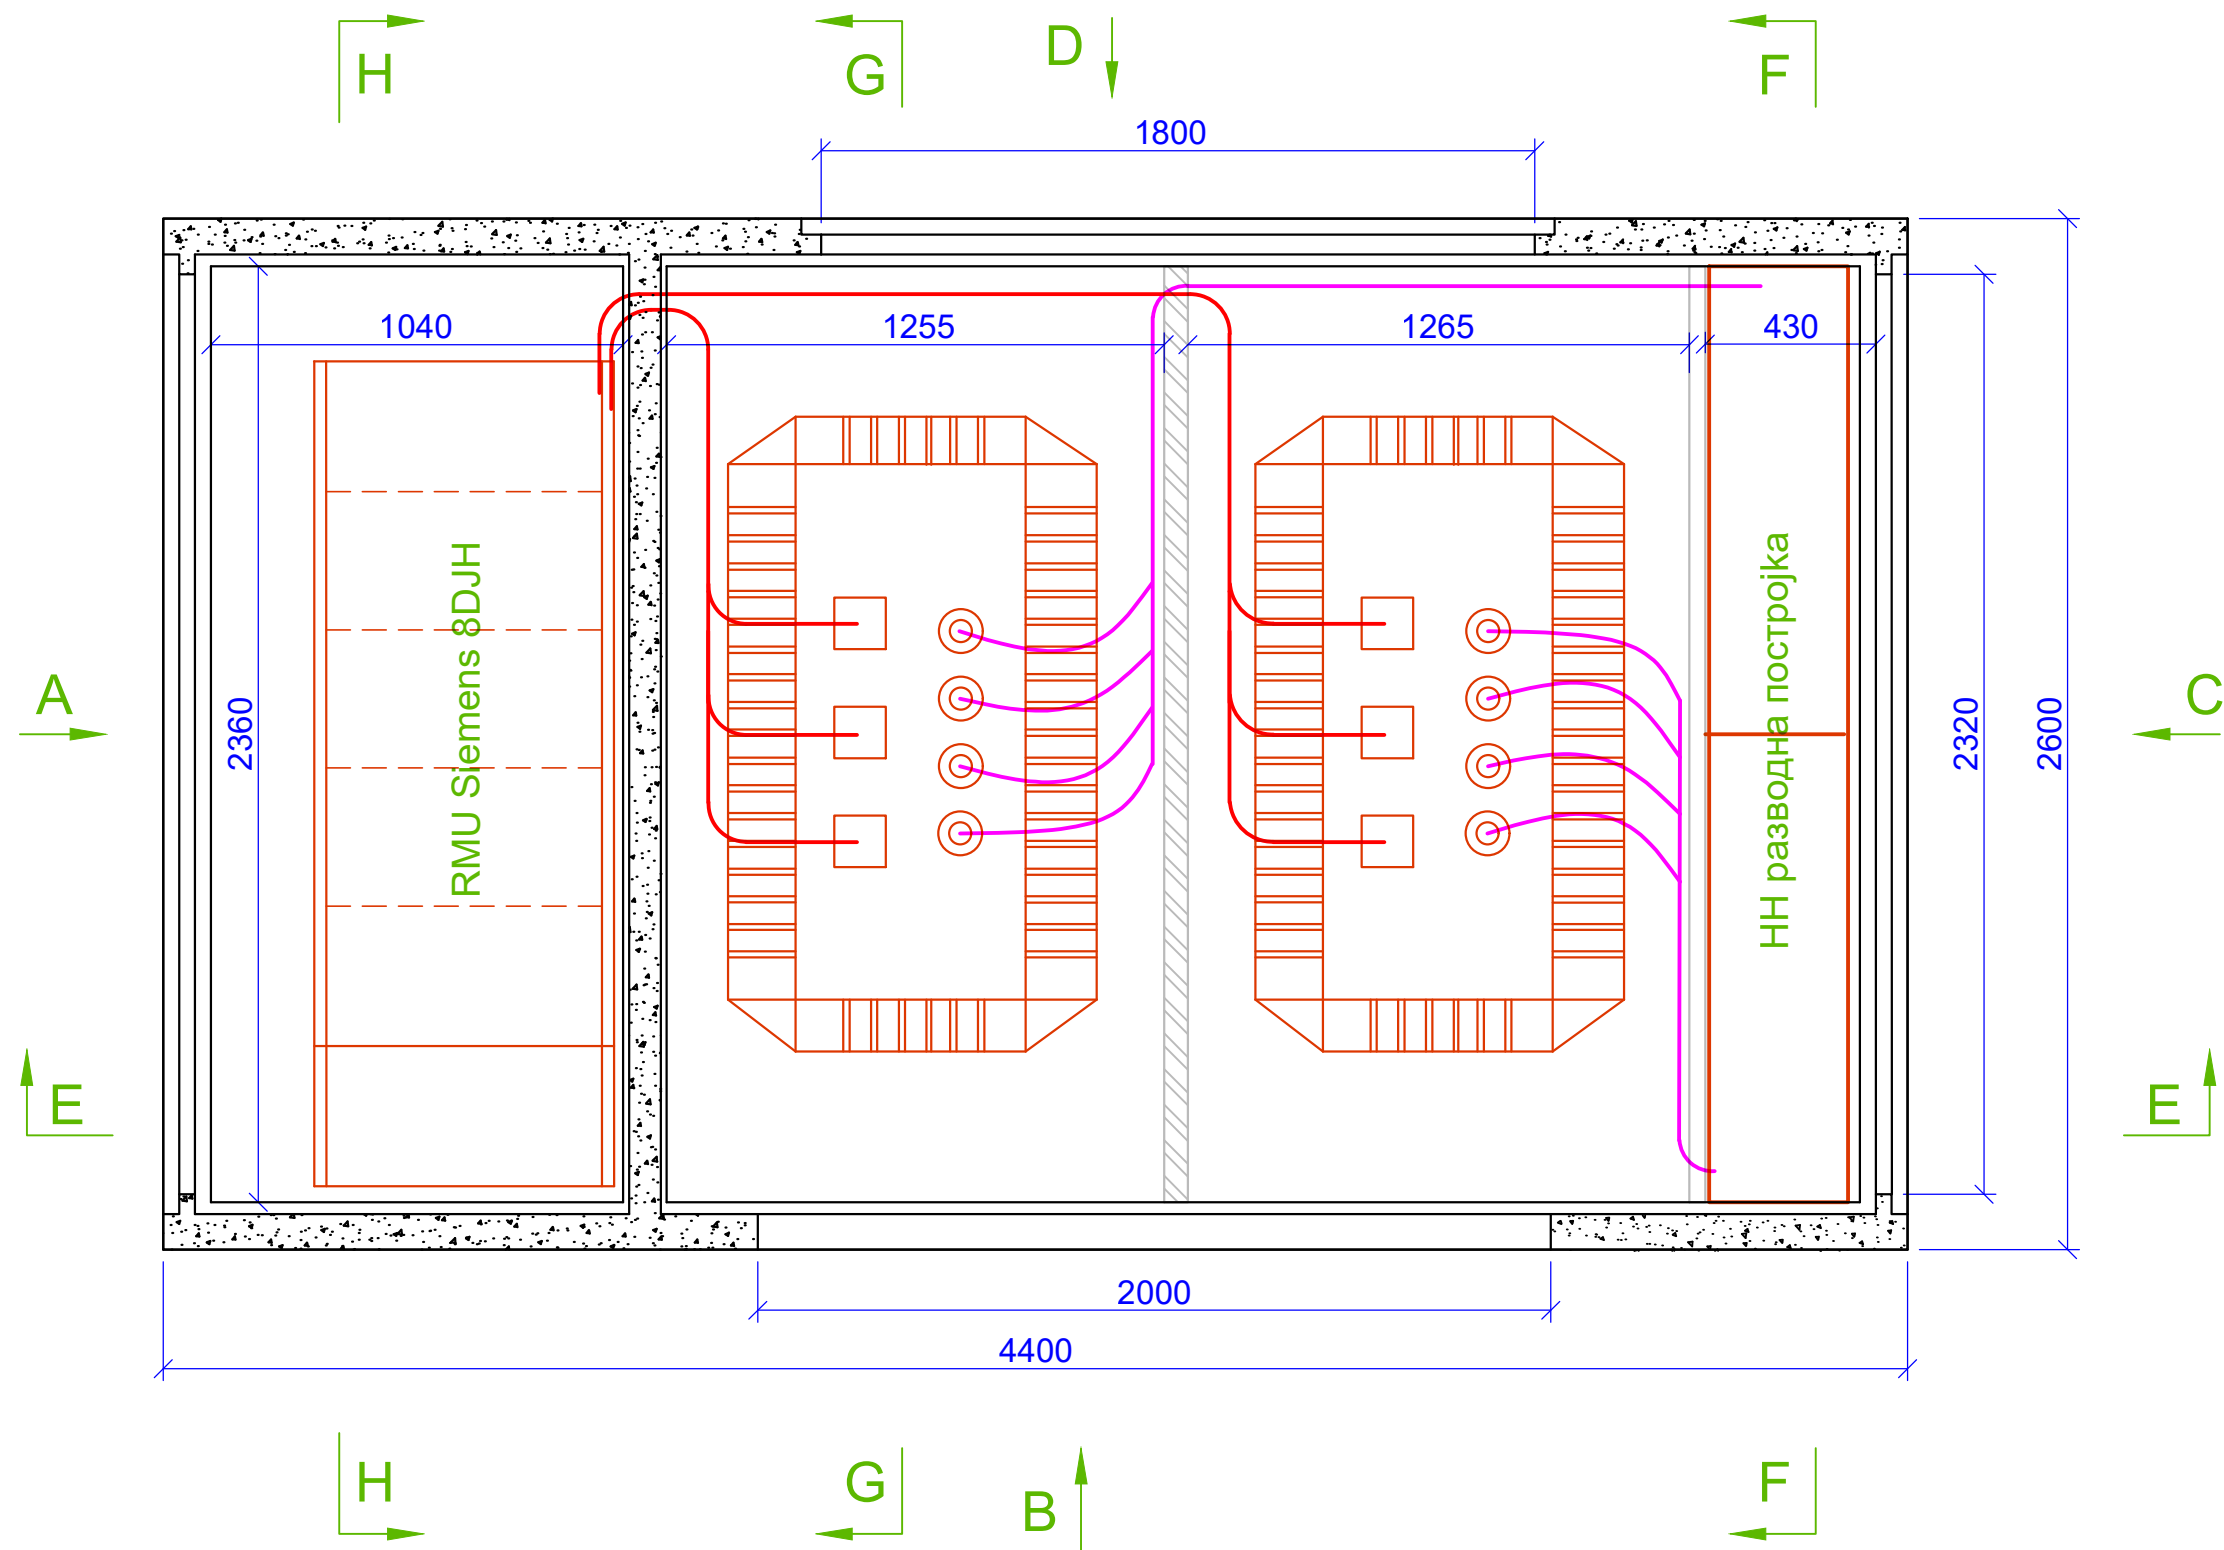 H
G
D
F
1800
1040
1255
1265
430
RMU Siemens 8DJH
НН разводна постројка
2360
2320
2600
A
C
E
E
2000
4400
H
G
B
F